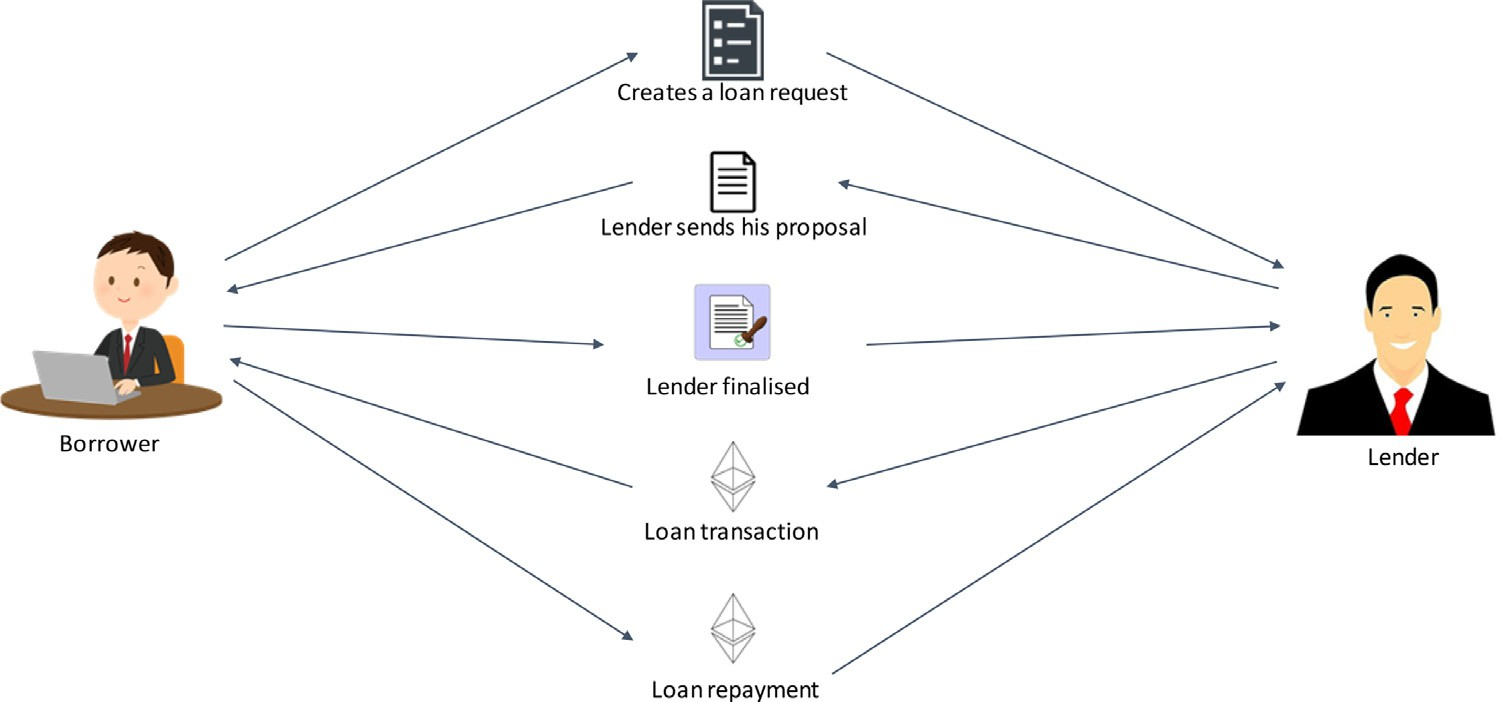 Creates a loan request
Lender sends his proposal
Lender finalised
Borrower
Lender
Loan transaction
Loan repayment